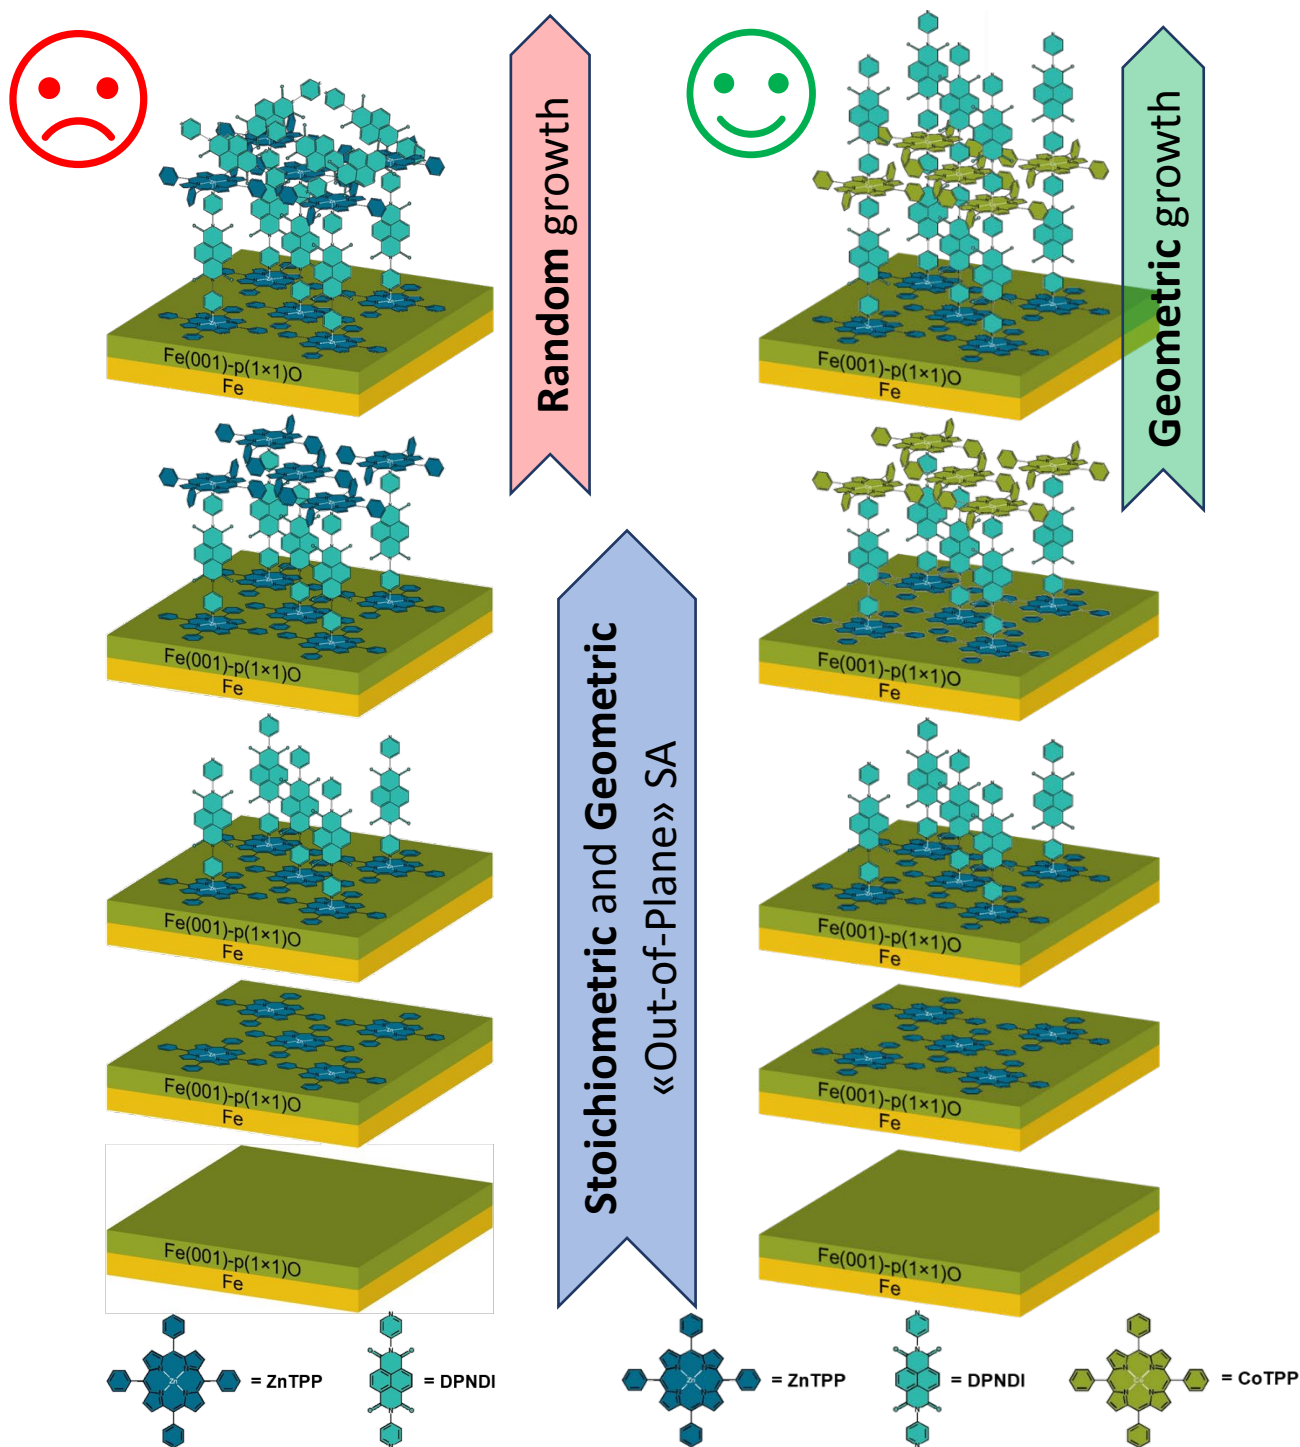 Random growth
Geometric growth
Fe(001)-p(1×1)O
Fe
Fe(001)-p(1×1)O
Fe
Fe(001)-p(1×1)O
Fe
Fe(001)-p(1×1)O
Fe
Stoichiometric and Geometric
«Out-of-Plane» SA
Fe(001)-p(1×1)O
Fe
Fe(001)-p(1×1)O
Fe
Fe(001)-p(1×1)O
Fe
Fe(001)-p(1×1)O
Fe
Fe(001)-p(1×1)O
Fe
Fe(001)-p(1×1)O
Fe
= ZnTPP
= DPNDI
= ZnTPP
= DPNDI
= CoTPP